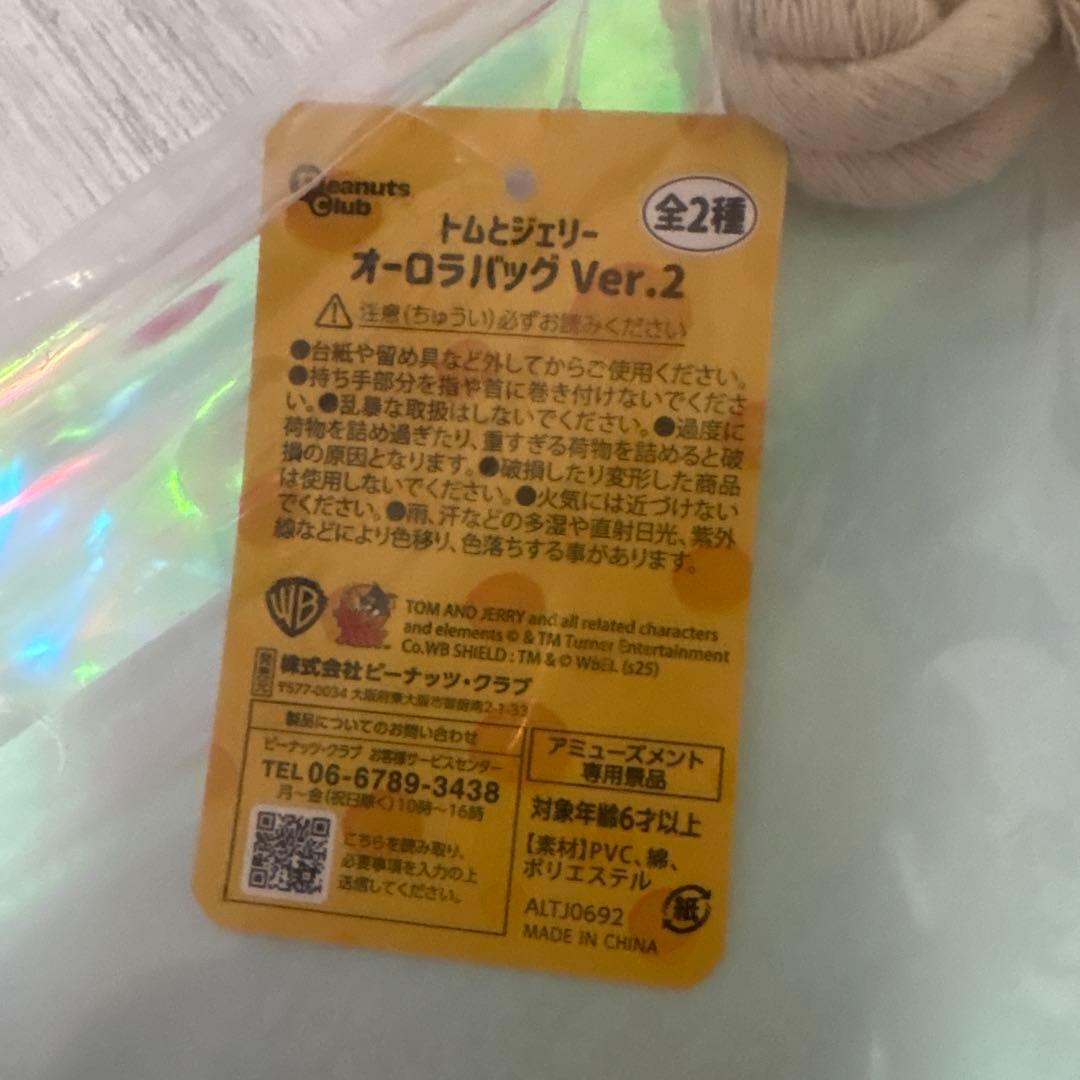 Peanuts
Club
全2種
トムとジェリー
オーロラバッグ Ver.2
注意(ちゅうい)必ずお読みください
●台紙や留め具など外してからご使用ください。
●持ち手部分を指や首に巻き付けないでくださ
い。●乱暴な取扱はしないでください。●過度に
荷物を詰め過ぎたり、重すぎる荷物を詰めると破
損の原因となります。●破損したり変形した商品
は使用しないでください。●火気には近づけない
でください。●雨、汗などの多湿や直射日光、紫外
線などにより色移り、色落ちする事があります。
WB
TOM AND JERRY and all related characters
and elements © & TM Turner Entertainment
Co.WB SHIELD : TM & © WBEI. (s25)
発売元
株式会社ピーナッツ・クラブ
〒577-0034 大阪府東大阪市御厨南2-1-33
製品についてのお問い合わせ
ピーナッツ・クラブ お客様サービスセンター
TEL 06-6789-3438
月〜金(祝日除く)10時〜16時
こちらを読み取り、
必要事項を入力の上
送信してください。
アミューズメント
専用景品
対象年齢6才以上
【素材】PVC、綿、
ポリエステル
ALTJ0692
MADE IN CHINA
紙